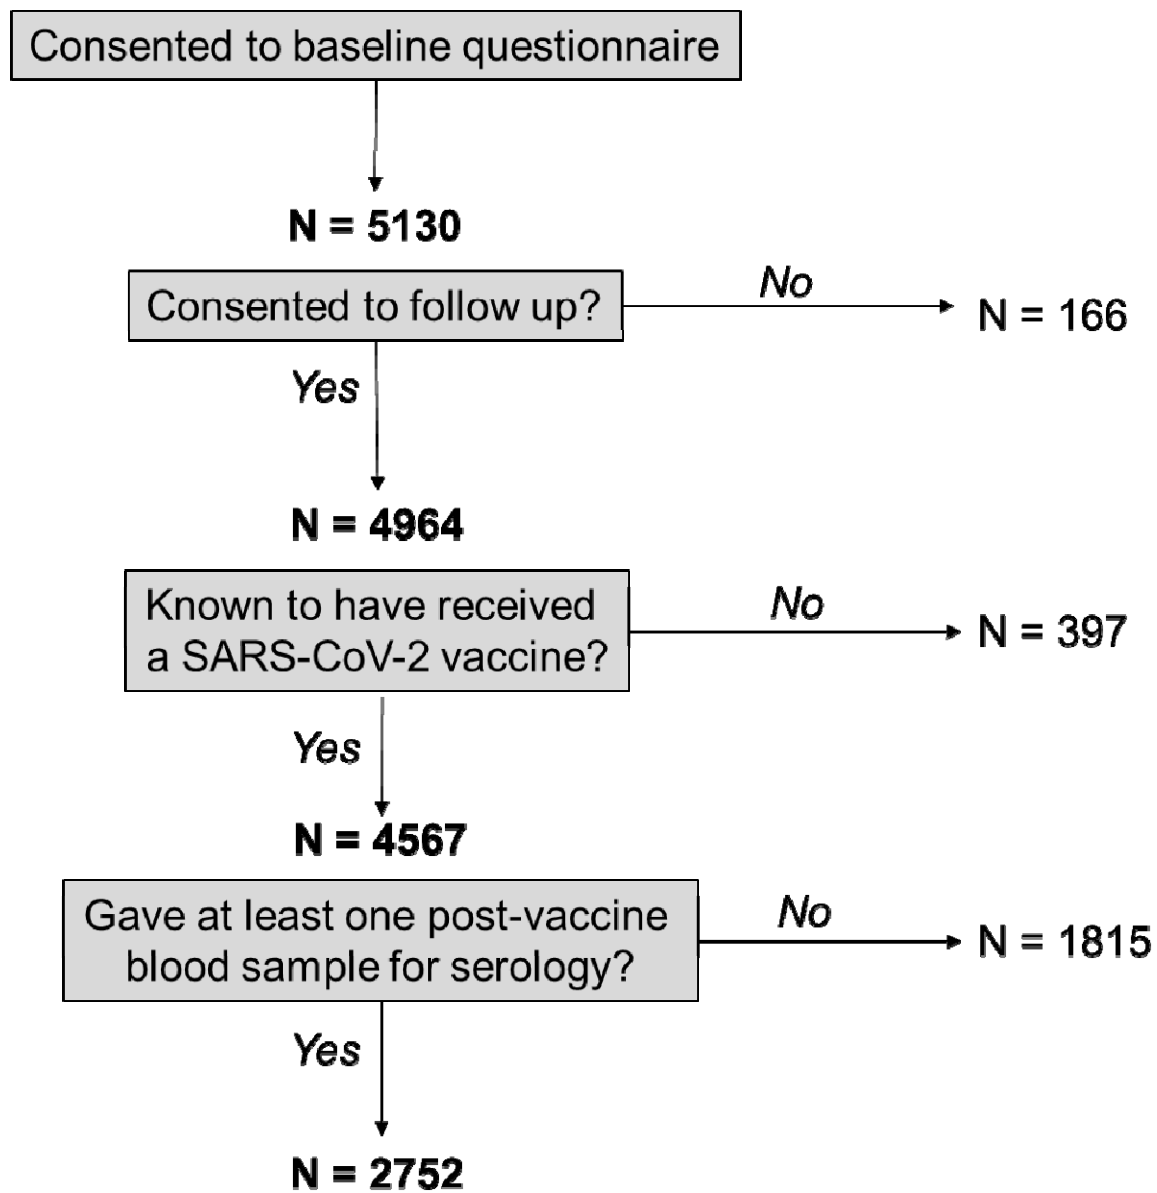 Consented to baseline questionnaire
N = 5130
Consented to follow up?
No
N = 166
Yes
N = 4964
Known to have received
a SARS-CoV-2 vaccine?
No
N = 397
Yes
N = 4567
Gave at least one post-vaccine
blood sample for serology?
No
N = 1815
Yes
N = 2752